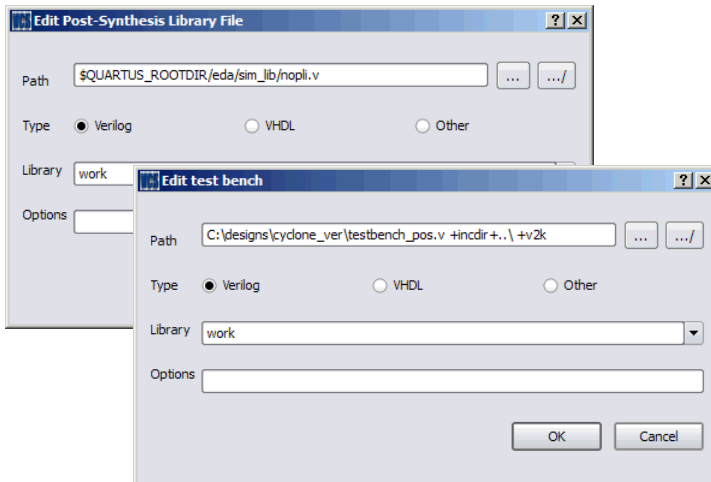 Edit Post-Synthesis Library File
Path $QUARTUS_ROOTDIR/eda/sim_lib/nopli.v ... .../
Type Verilog VHDL Other
Library work
Options
Edit test bench
Path C:\designs\cyclone_ver\testbench_pos.v +incdir+..\ +v2k ... .../
Type Verilog VHDL Other
Library work
Options
OK Cancel